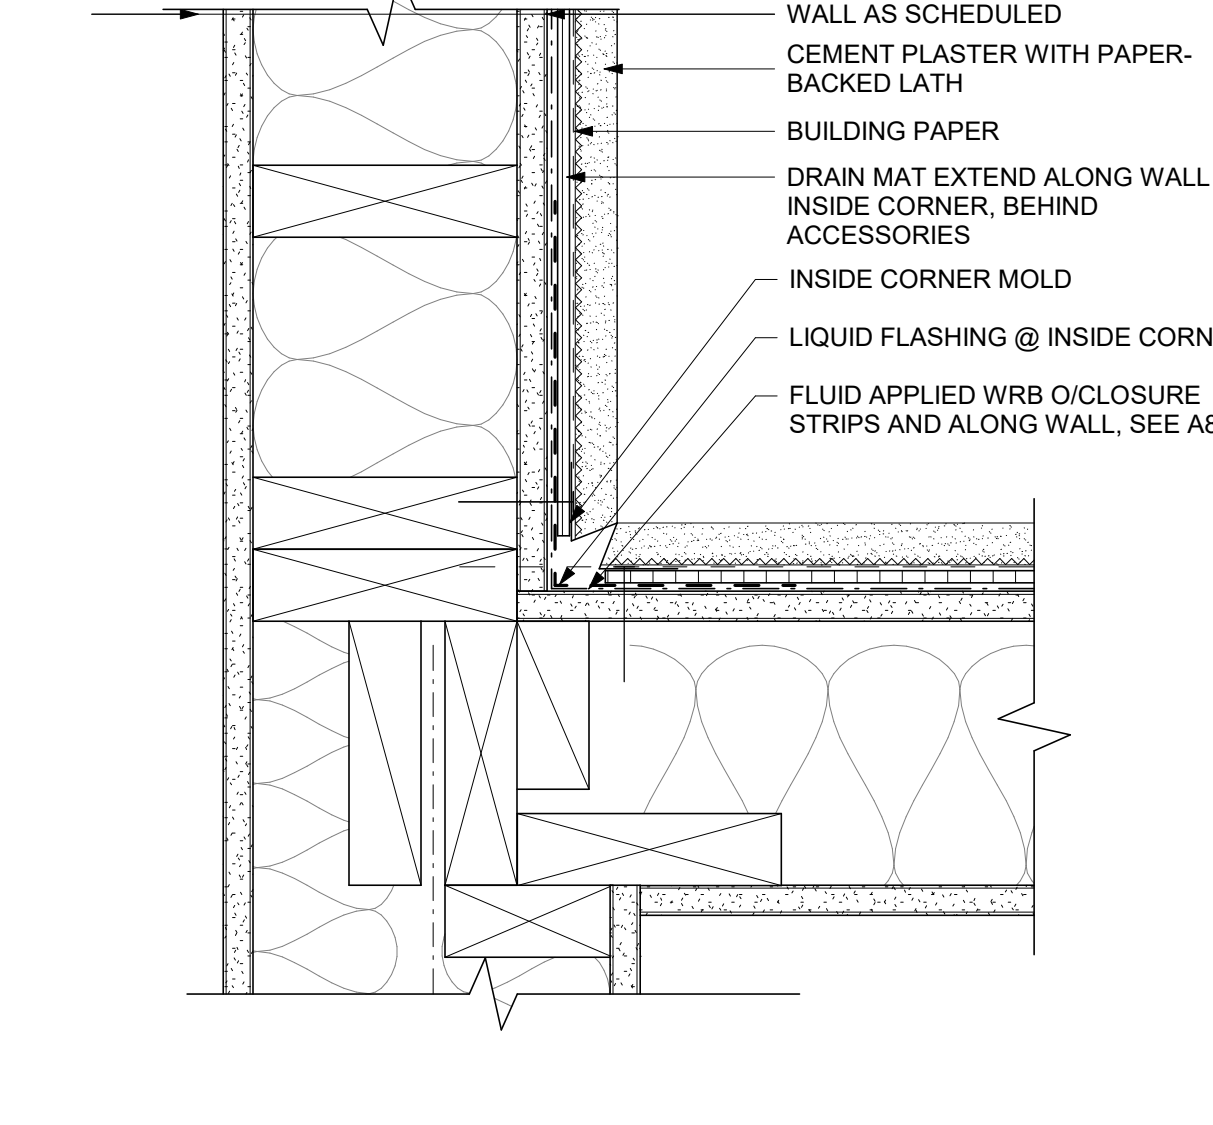 WALL AS SCHEDULED
CEMENT PLASTER WITH PAPER-
BACKED LATH
BUILDING PAPER
DRAIN MAT EXTEND ALONG WALL
INSIDE CORNER, BEHIND
ACCESSORIES
INSIDE CORNER MOLD
LIQUID FLASHING @ INSIDE CORN
FLUID APPLIED WRB O/CLOSURE
STRIPS AND ALONG WALL, SEE A8